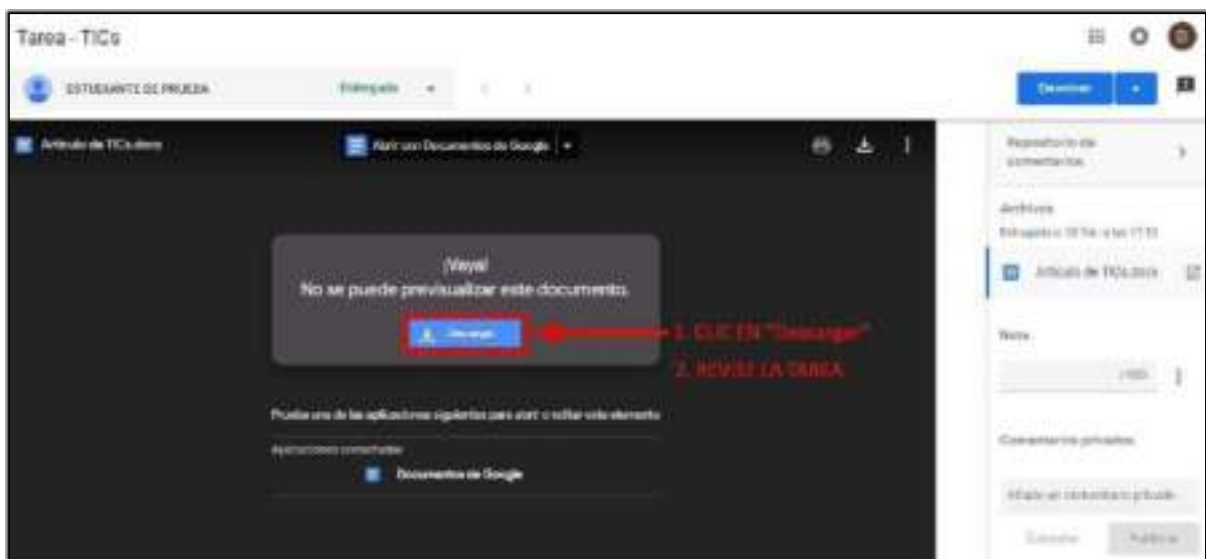 Tarea - TICs
ESTUDIANTE DE PRUEBA
Entregado
Devolver
Artículo de TICs.docx
Abrir con Documentos de Google
Repositorio de comentarios
Archivos
Artículo de TICs.docx
¡Vaya!
No se puede previsualizar este documento.
Descargar
1. CLIC EN "Descargar"
2. REVISE LA TAREA
Nota
/100
Prueba una de las aplicaciones siguientes para abrir o editar este elemento
Aplicaciones conectadas
Documentos de Google
Comentarios privados
Añade un comentario privado...
Cancelar
Publicar